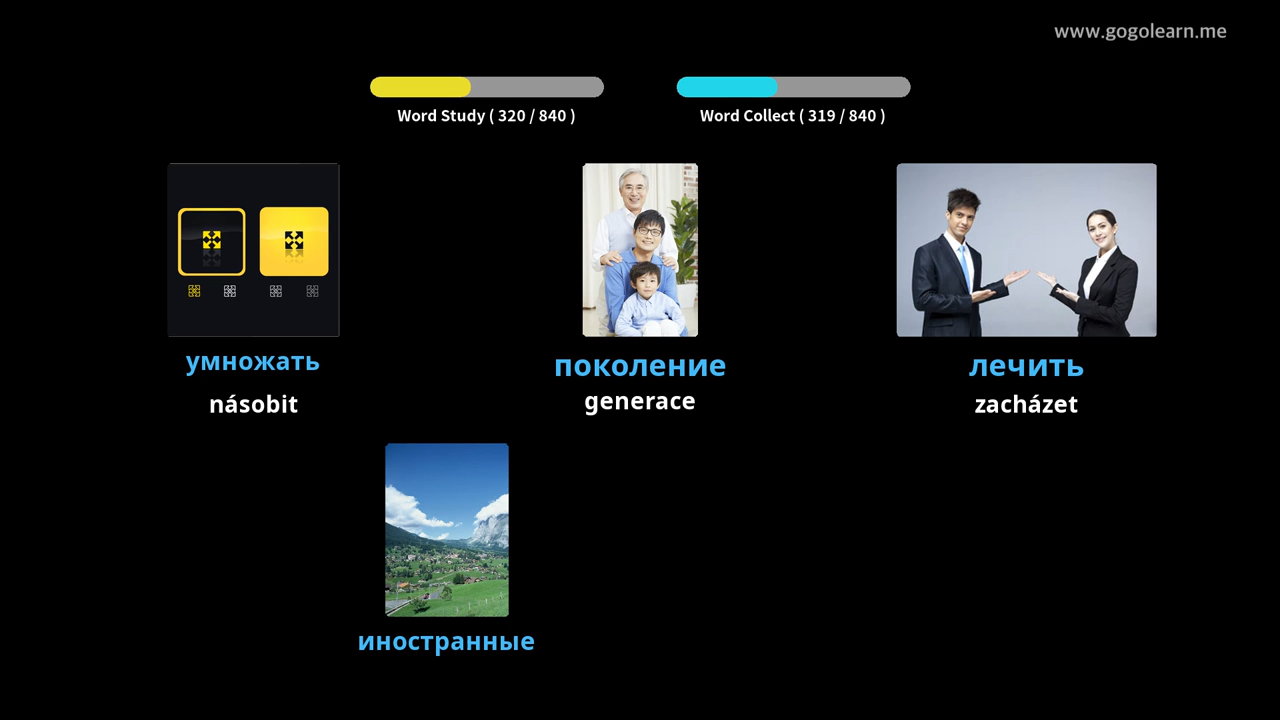 www.gogolearn.me
Word Study ( 320 / 840 )
Word Collect ( 319 / 840 )
умножать
násobit
поколение
generace
лечить
zacházet
иностранные